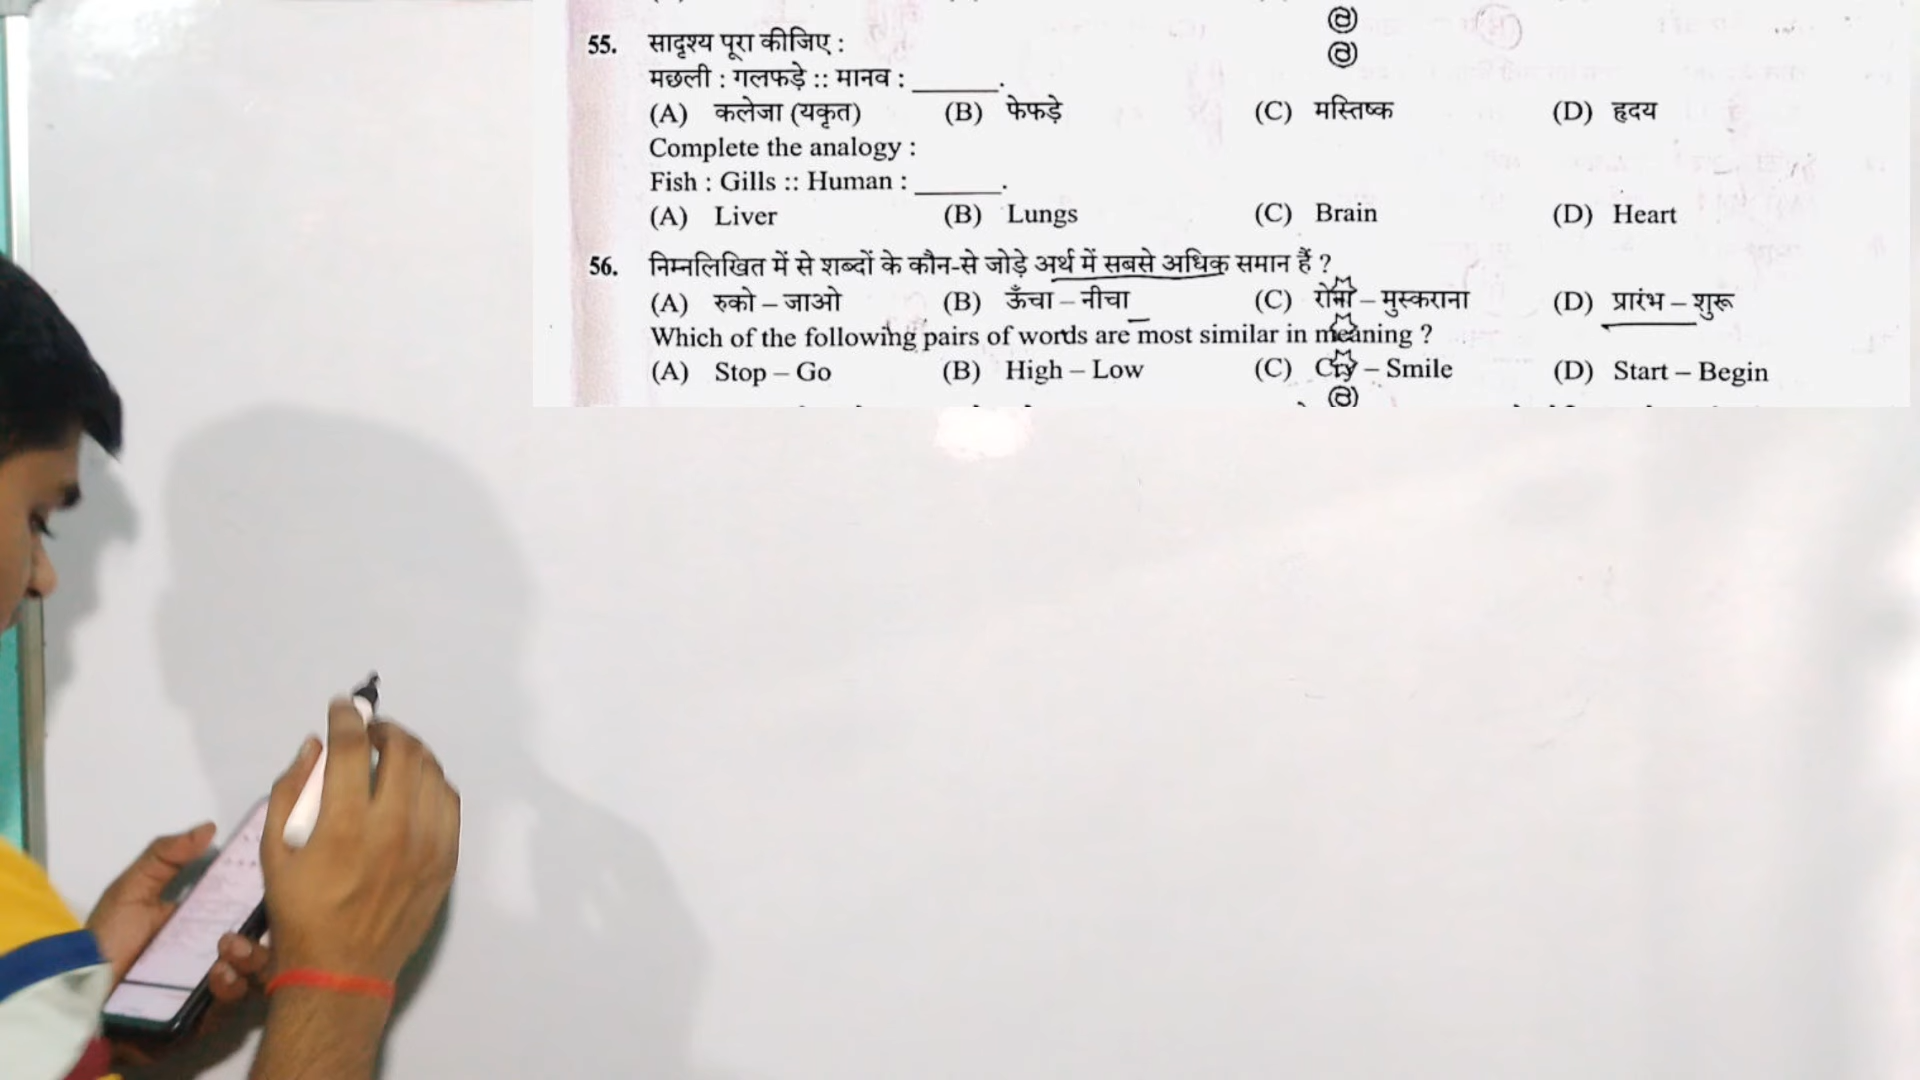 55. सादृश्य पूरा कीजिए :
मछली : गलफड़े :: मानव : ______.
(A) कलेजा (यकृत) (B) फेफड़े (C) मस्तिष्क (D) हृदय
Complete the analogy :
Fish : Gills :: Human : ______.
(A) Liver (B) Lungs (C) Brain (D) Heart
56. निम्नलिखित में से शब्दों के कौन-से जोड़े अर्थ में सबसे अधिक समान हैं ?
(A) रुको – जाओ (B) ऊँचा – नीचा (C) रोना – मुस्कराना (D) प्रारंभ – शुरू
Which of the following pairs of words are most similar in meaning ?
(A) Stop – Go (B) High – Low (C) Cry – Smile (D) Start – Begin